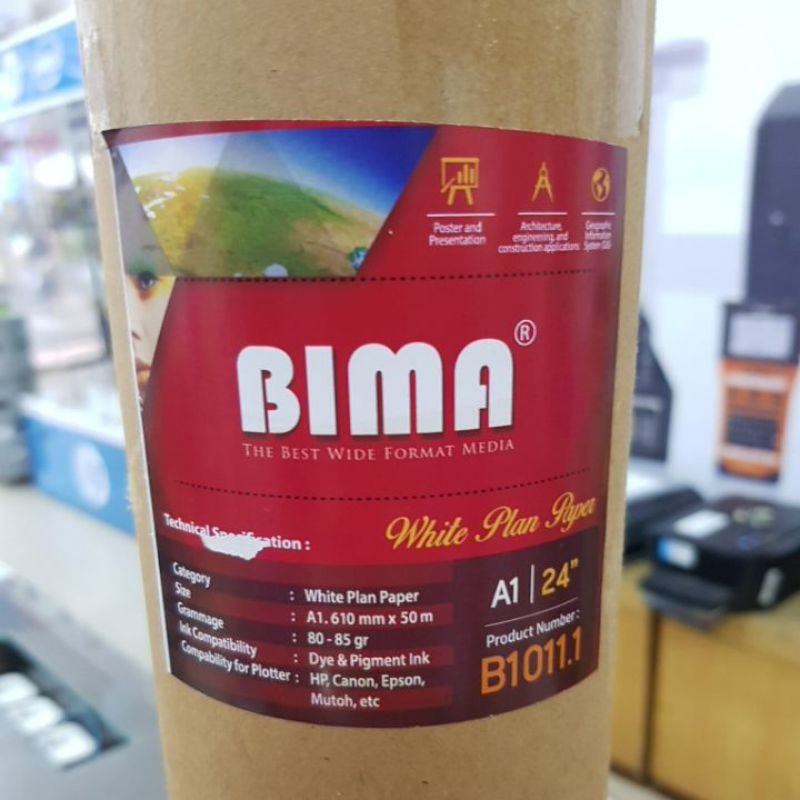 Poster and
Presentation
Architecture,
engineering, and
construction applications
Geographic
Information
System (GIS)
BIMA®
THE BEST WIDE FORMAT MEDIA
White Plan Paper
Technical Specification :
Category : White Plan Paper
Size : A1. 610 mm x 50 m
Grammage : 80 - 85 gr
Ink Compatibility : Dye & Pigment Ink
Compability for Plotter : HP, Canon, Epson,
Mutoh, etc
A1 | 24"
Product Number :
B1011.1